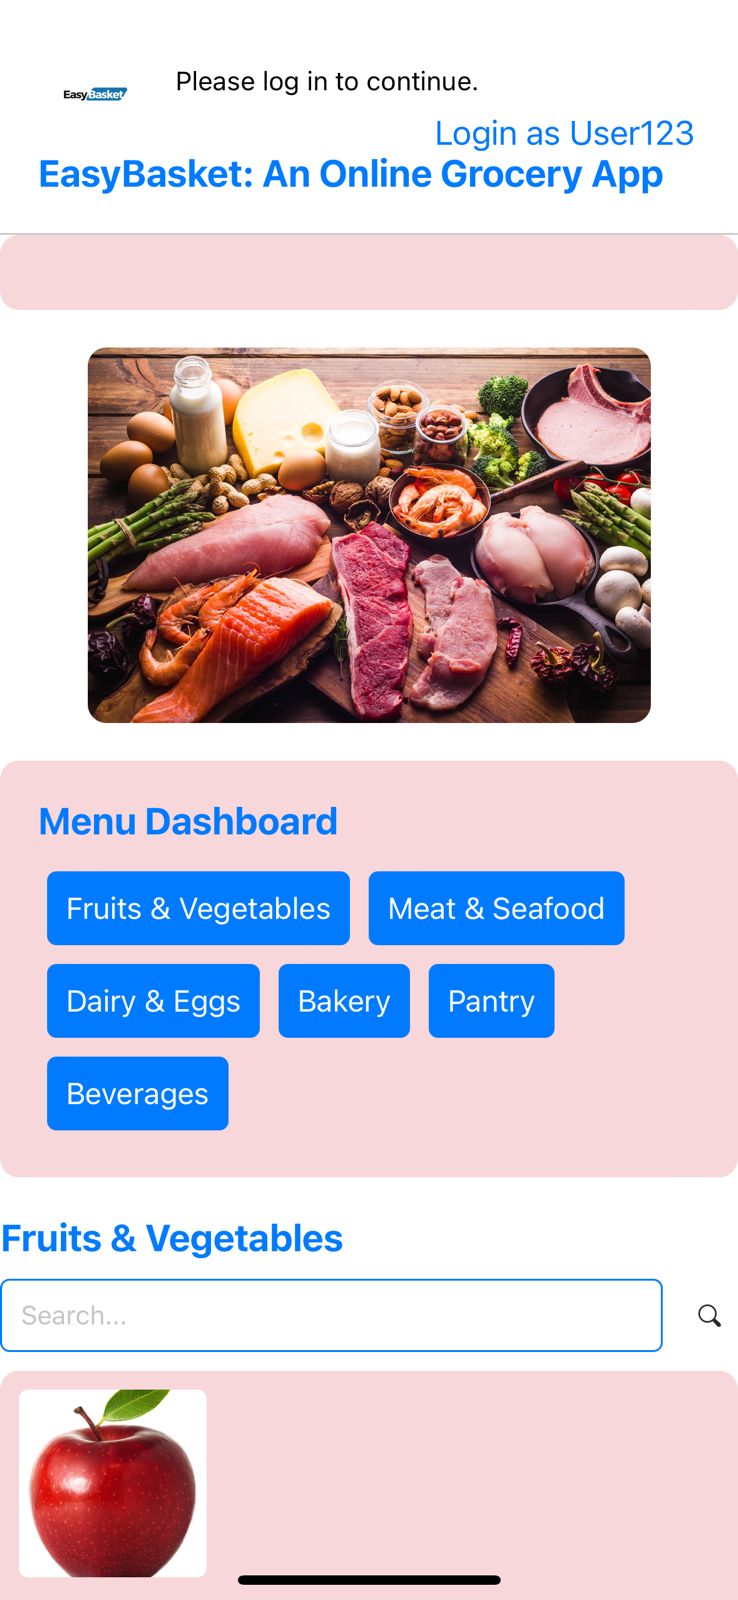 EasyBasket
Please log in to continue.
Login as User123
EasyBasket: An Online Grocery App
Menu Dashboard
Fruits & Vegetables
Meat & Seafood
Dairy & Eggs
Bakery
Pantry
Beverages
Fruits & Vegetables
Search...